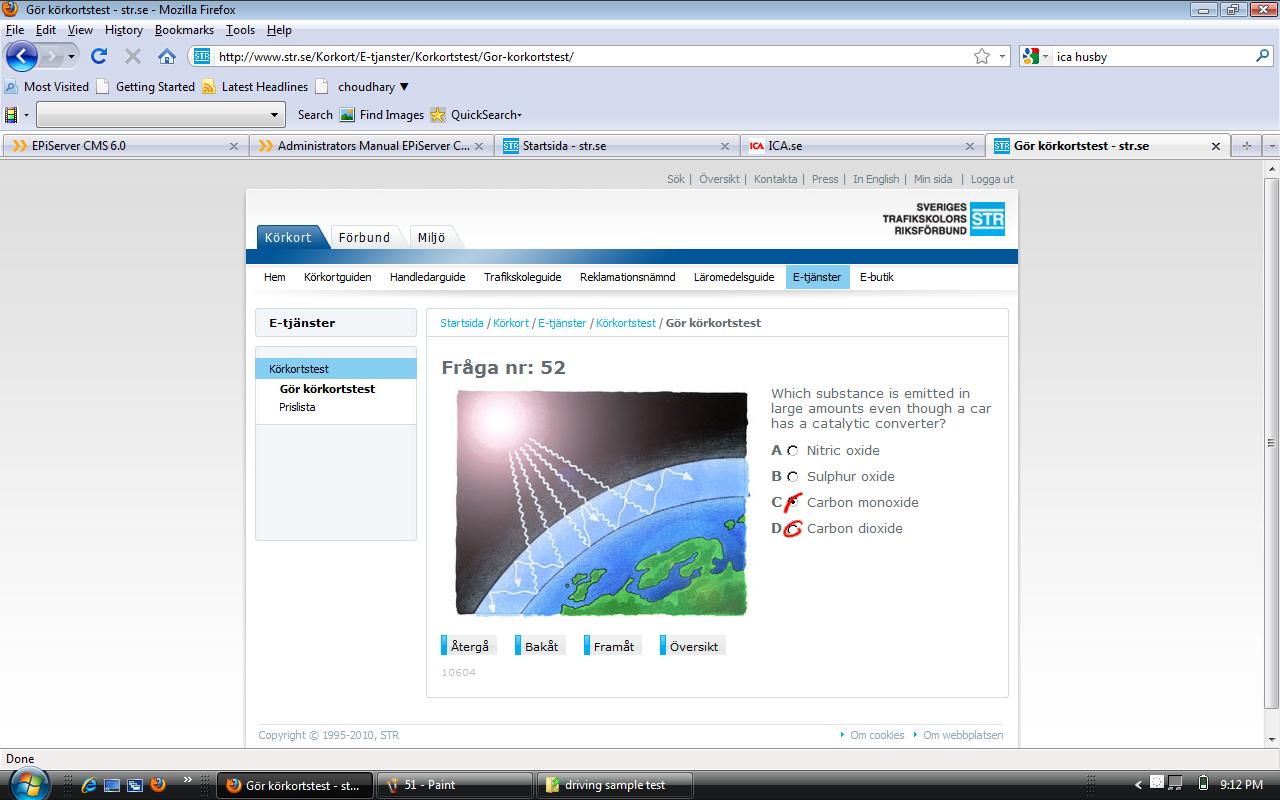 Gör körkortstest - str.se - Mozilla Firefox
File Edit View History Bookmarks Tools Help
http://www.str.se/Korkort/E-tjanster/Korkortstest/Gor-korkortstest/
ica husby
Most Visited Getting Started Latest Headlines choudhary ▼
Search Find Images QuickSearch
EPiServer CMS 6.0
Administrators Manual EPiServer C...
STR Startsida - str.se
ICA ICA.se
STR Gör körkortstest - str.se
Sök | Översikt | Kontakta | Press | In English | Min sida | Logga ut
SVERIGES
TRAFIKSKOLORS
RIKSFÖRBUND
STR
Körkort Förbund Miljö
Hem Körkortguiden Handledarguide Trafikskoleguide Reklamationsnämnd Läromedelsguide E-tjänster E-butik
E-tjänster
Körkortstest
Gör körkortstest
Prislista
Startsida / Körkort / E-tjänster / Körkortstest / Gör körkortstest
Fråga nr: 52
Which substance is emitted in
large amounts even though a car
has a catalytic converter?
A Nitric oxide
B Sulphur oxide
C Carbon monoxide
D Carbon dioxide
Återgå Bakåt Framåt Översikt
10604
Copyright © 1995-2010, STR
Om cookies Om webbplatsen
Done
Gör körkortstest - st...
51 - Paint
driving sample test
9:12 PM